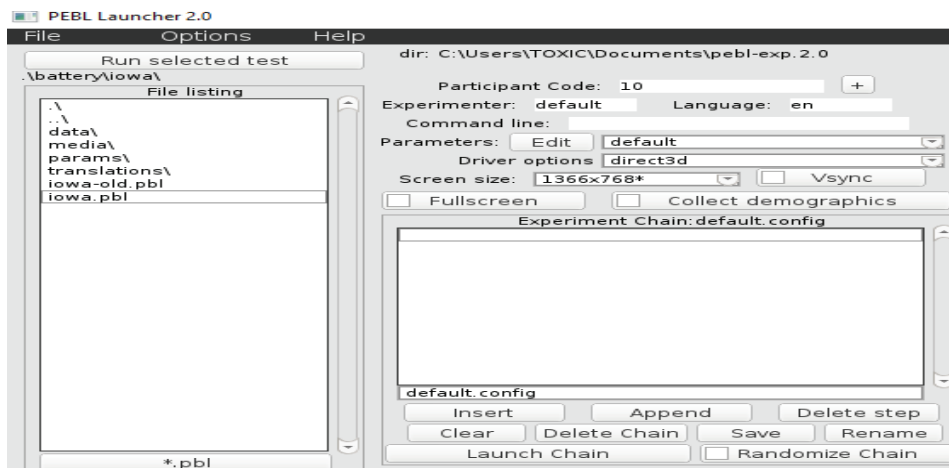 PEBL Launcher 2.0
File Options Help
Run selected test
.\battery\iowa\
File listing
.\
..\
data\
media\
params\
translations\
iowa-old.pbl
iowa.pbl
*.pbl
dir: C:\Users\TOXIC\Documents\pebl-exp.2.0
Participant Code: 10 +
Experimenter: default Language: en
Command line:
Parameters: Edit default
Driver options direct3d
Screen size: 1366x768* Vsync
Fullscreen Collect demographics
Experiment Chain:default.config
default.config
Insert Append Delete step
Clear Delete Chain Save Rename
Launch Chain Randomize Chain